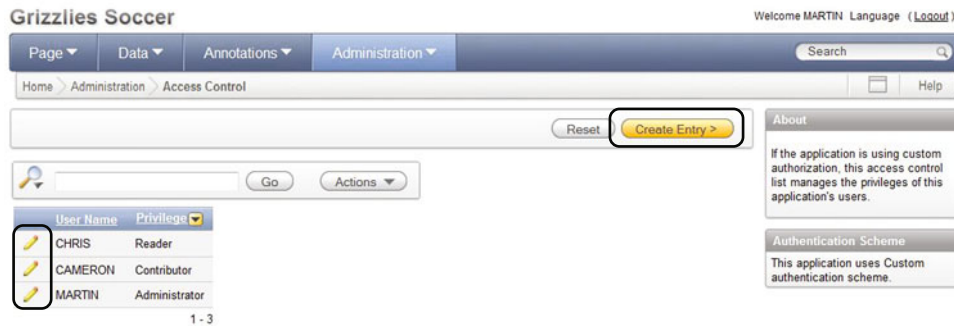 Grizzlies Soccer
Welcome MARTIN Language (Logout)
Page Data Annotations Administration
Search
Home Administration Access Control
Help
Reset Create Entry >
Go Actions
User Name Privilege
CHRIS Reader
CAMERON Contributor
MARTIN Administrator
1 - 3
About
If the application is using custom
authorization, this access control
list manages the privileges of this
application's users.
Authentication Scheme
This application uses Custom
authentication scheme.